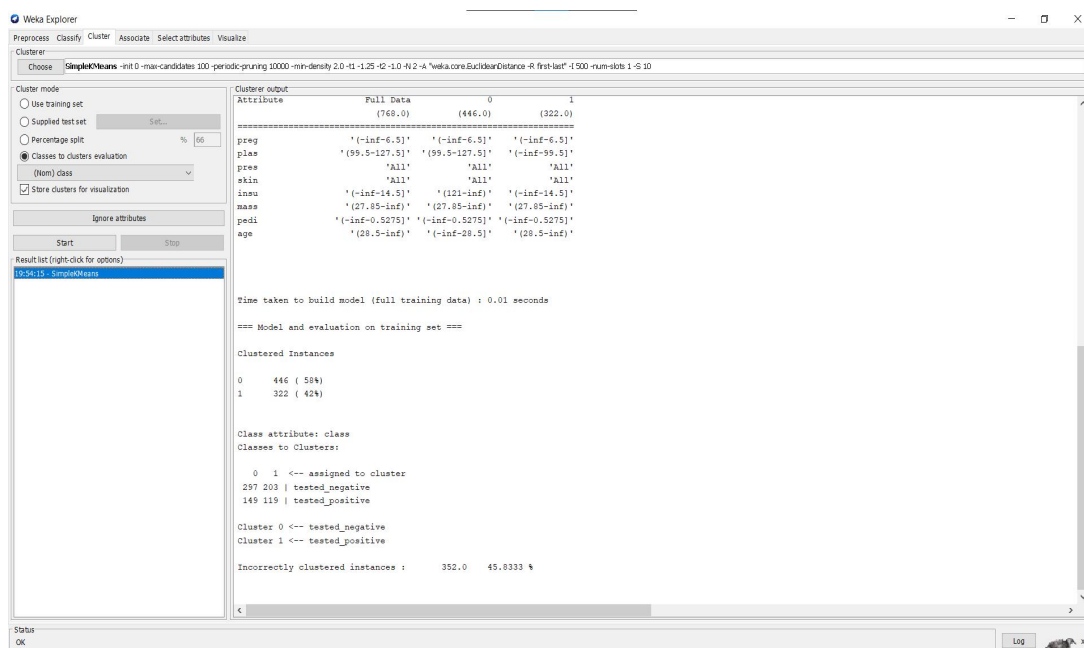 Weka Explorer
Preprocess Classify Cluster Associate Select attributes Visualize
Clusterer
Choose SimpleKMeans -init 0 -max-candidates 100 -periodic-pruning 10000 -min-density 2.0 -t1 -1.25 -t2 -1.0 -N 2 -A "weka.core.EuclideanDistance -R first-last" -I 500 -num-slots 1 -S 10
Cluster mode
Use training set
Supplied test set Set...
Percentage split % 66
Classes to clusters evaluation
(Nom) class
Store clusters for visualization
Ignore attributes
Start Stop
Result list (right-click for options)
19:54:15 - SimpleKMeans
Clusterer output
Attribute Full Data 0 1
(768.0) (446.0) (322.0)
==========================================================================
preg '(-inf-6.5]' '(-inf-6.5]' '(-inf-6.5]'
plas '(99.5-127.5]' '(99.5-127.5]' '(-inf-99.5]'
pres 'All' 'All' 'All'
skin 'All' 'All' 'All'
insu '(-inf-14.5]' '(121-inf)' '(-inf-14.5]'
mass '(27.85-inf)' '(27.85-inf)' '(27.85-inf)'
pedi '(-inf-0.5275]' '(-inf-0.5275]' '(-inf-0.5275]'
age '(28.5-inf)' '(-inf-28.5]' '(28.5-inf)'
Time taken to build model (full training data) : 0.01 seconds
=== Model and evaluation on training set ===
Clustered Instances
0 446 ( 58%)
1 322 ( 42%)
Class attribute: class
Classes to Clusters:
0 1 <-- assigned to cluster
297 203 | tested_negative
149 119 | tested_positive
Cluster 0 <-- tested_negative
Cluster 1 <-- tested_positive
Incorrectly clustered instances : 352.0 45.8333 %
Status
OK
Log
x